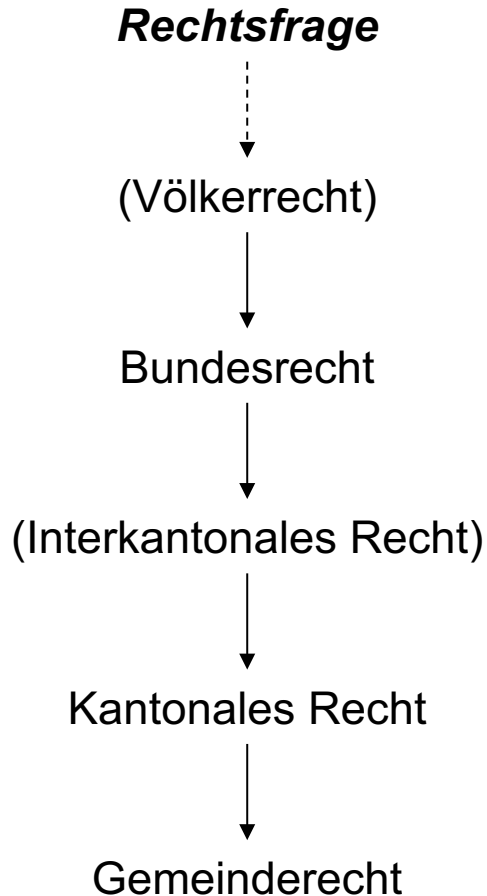 Rechtsfrage
(Völkerrecht)
Bundesrecht
(Interkantonales Recht)
Kantonales Recht
Gemeinderecht